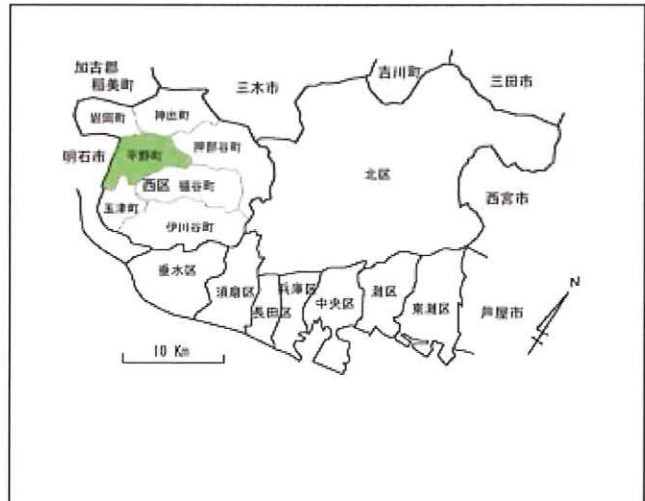 加古郡
稲美町
三木市
吉川町
三田市
岩岡町
神出町
明石市
平野町
押部谷町
北区
西区
櫨谷町
西宮市
玉津町
伊川谷町
垂水区
須磨区
長田区
兵庫区
中央区
灘区
東灘区
芦屋市
N
10 Km